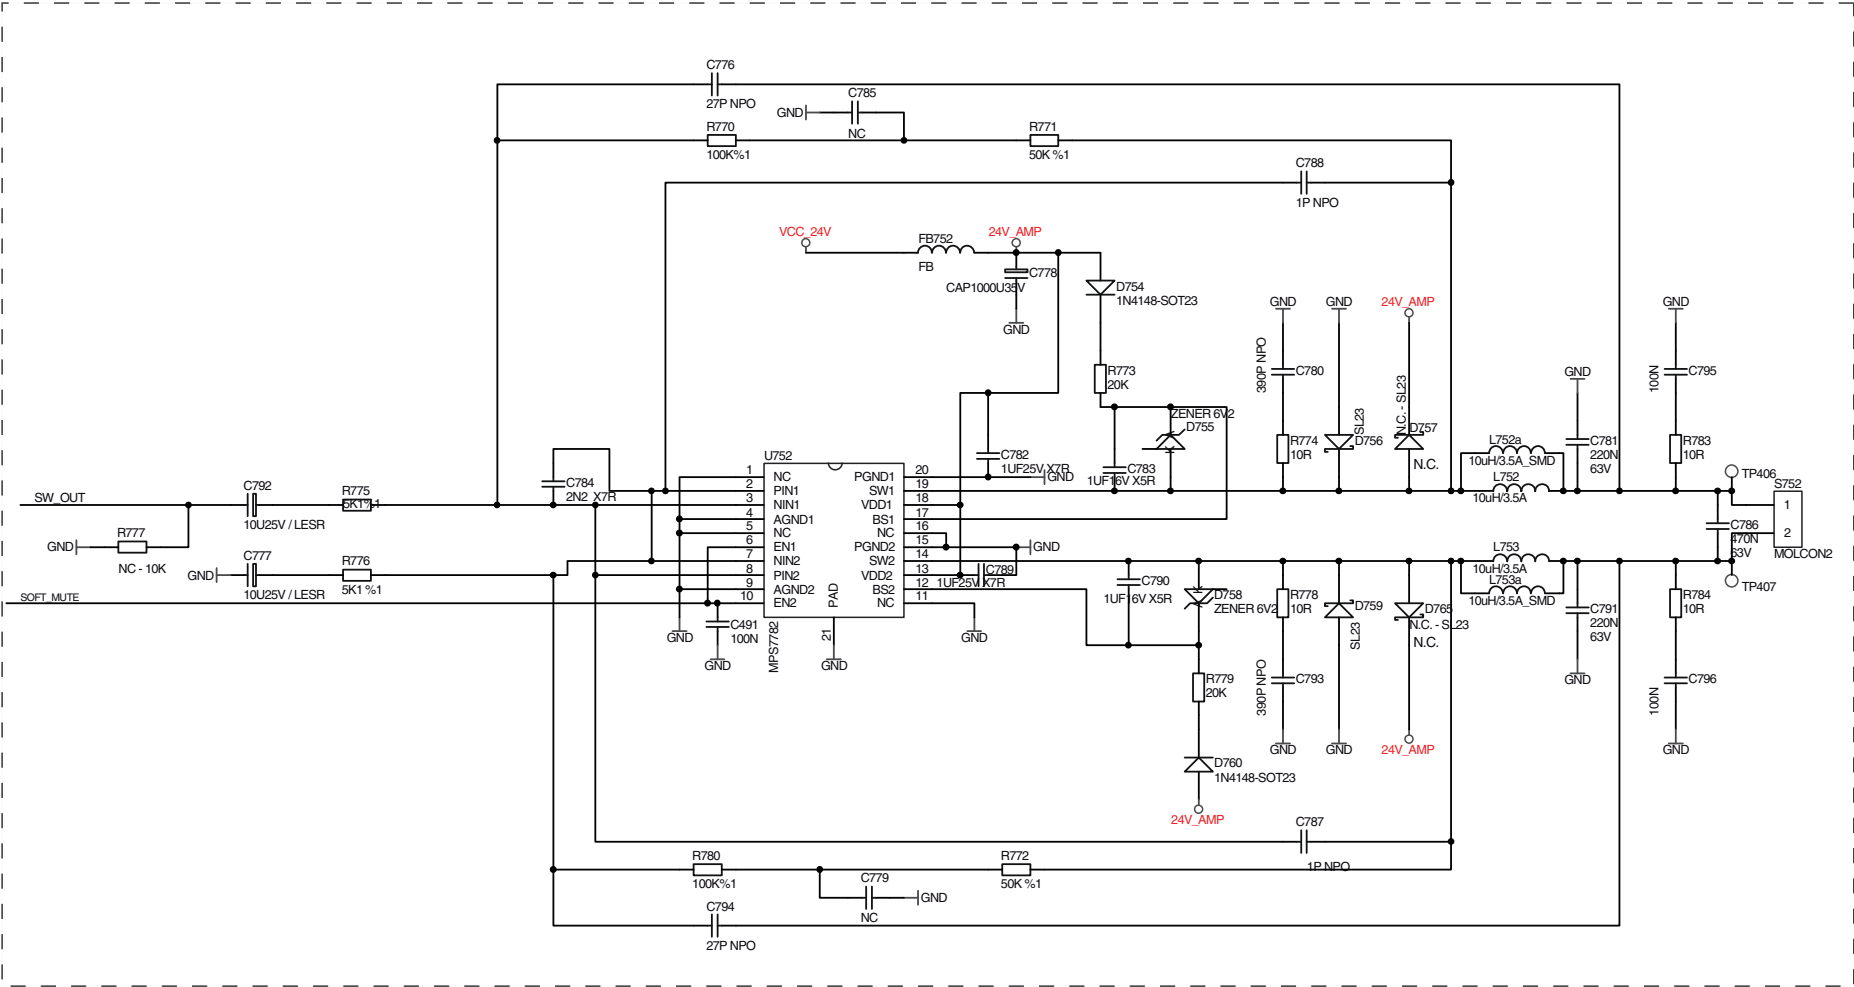 C776
27P NPO
C785
GND
NC
R770
100K%1
R771
50K %1
C788
1P NPO
VCC_24V
FB752
FB
24V_AMP
C778
CAP1000U35V
GND
D754
1N4148-SOT23
R773
20K
ZENER 6V2
D755
C783
1UF16V X5R
C782
1UF25V X7R
GND
GND
390P NPO
C780
R774
10R
GND
SL23
D756
24V_AMP
N.C. - SL23
D757
N.C.
L752a
10uH/3.5A_SMD
L752
10uH/3.5A
GND
C781
220N
63V
GND
100N
C795
R783
10R
TP406
S752
1
2
MOLCON2
C786
470N
63V
TP407
SW_OUT
C792
10U25V / LESR
R775
5K1%1
R777
NC - 10K
GND
GND
C777
10U25V / LESR
R776
5K1 %1
SOFT_MUTE
C784
2N2 X7R
U752
1 NC PGND1 20
2 PIN1 SW1 19
3 NIN1 VDD1 18
4 AGND1 BS1 17
5 NC NC 16
6 EN1 PGND2 15
7 NIN2 SW2 14
8 PIN2 VDD2 13
9 AGND2 BS2 12
10 EN2 NC 11
PAD
21
MPS7782
GND
C491
100N
GND
GND
GND
GND
C789
1UF25V X7R
C790
1UF16V X5R
D758
ZENER 6V2
R778
10R
390P NPO
C793
GND
D759
SL23
GND
D765
N.C. - SL23
N.C.
24V_AMP
L753
10uH/3.5A
L753a
10uH/3.5A_SMD
C791
220N
63V
GND
R784
10R
100N
C796
GND
R779
20K
D760
1N4148-SOT23
24V_AMP
C787
1P NPO
R780
100K%1
R772
50K %1
C779
NC
GND
C794
27P NPO